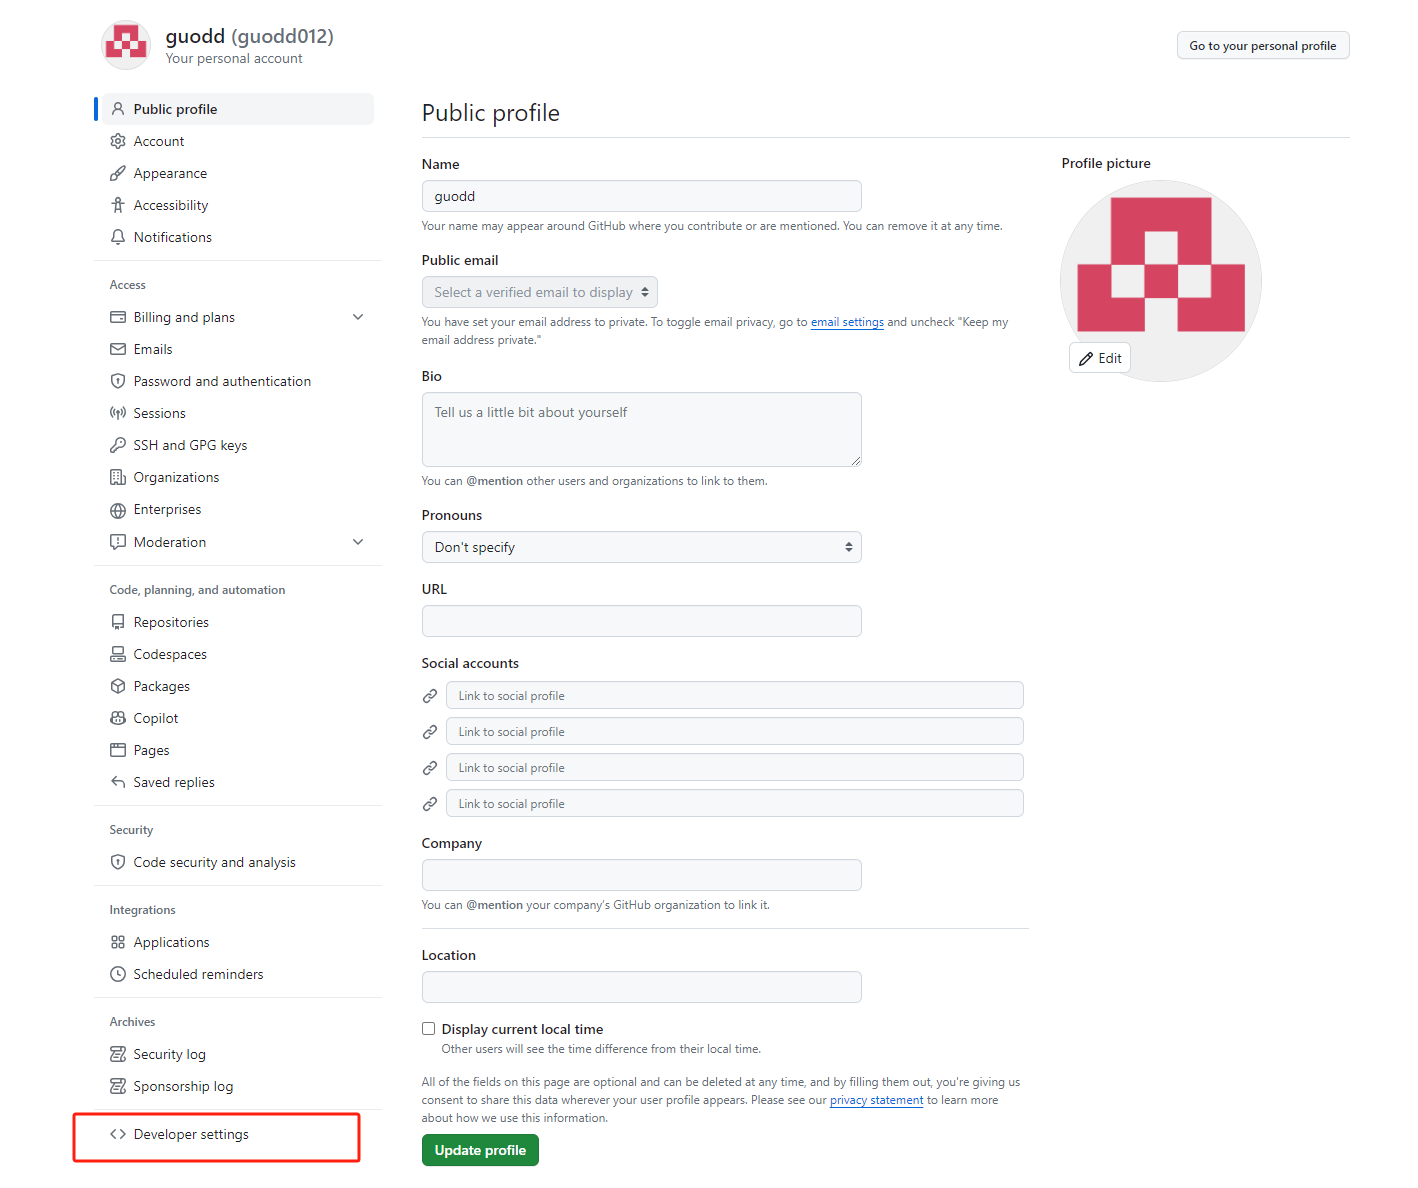 guodd (guodd012)
Your personal account
Go to your personal profile
Public profile
Account
Appearance
Accessibility
Notifications
Access
Billing and plans
Emails
Password and authentication
Sessions
SSH and GPG keys
Organizations
Enterprises
Moderation
Code, planning, and automation
Repositories
Codespaces
Packages
Copilot
Pages
Saved replies
Security
Code security and analysis
Integrations
Applications
Scheduled reminders
Archives
Security log
Sponsorship log
Developer settings
Public profile
Name
guodd
Your name may appear around GitHub where you contribute or are mentioned. You can remove it at any time.
Public email
Select a verified email to display
You have set your email address to private. To toggle email privacy, go to email settings and uncheck "Keep my
email address private."
Bio
Tell us a little bit about yourself
You can @mention other users and organizations to link to them.
Pronouns
Don't specify
URL
Social accounts
Link to social profile
Link to social profile
Link to social profile
Link to social profile
Company
You can @mention your company's GitHub organization to link it.
Location
Display current local time
Other users will see the time difference from their local time.
All of the fields on this page are optional and can be deleted at any time, and by filling them out, you're giving us
consent to share this data wherever your user profile appears. Please see our privacy statement to learn more
about how we use this information.
Update profile
Profile picture
Edit